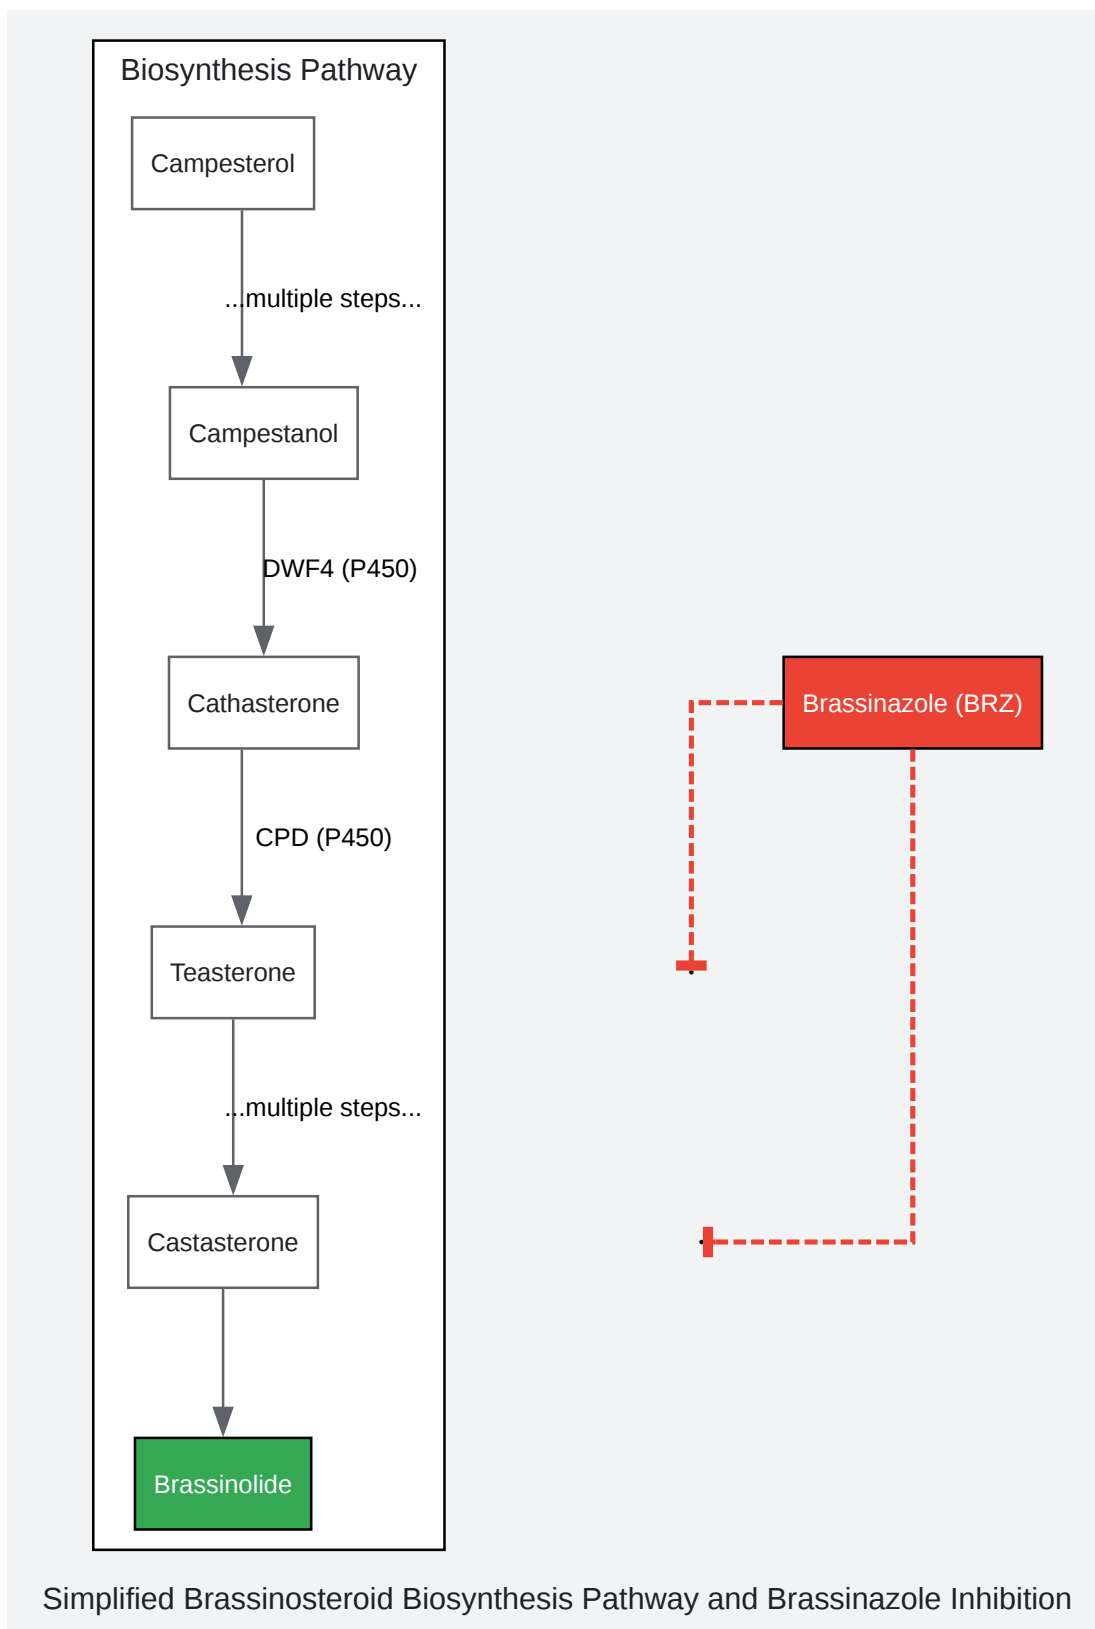 Biosynthesis Pathway
Campesterol
...multiple steps...
Campestanol
DWF4 (P450)
Cathasterone
Brassinazole (BRZ)
CPD (P450)
Teasterone
...multiple steps...
Castasterone
Brassinolide
Simplified Brassinosteroid Biosynthesis Pathway and Brassinazole Inhibition